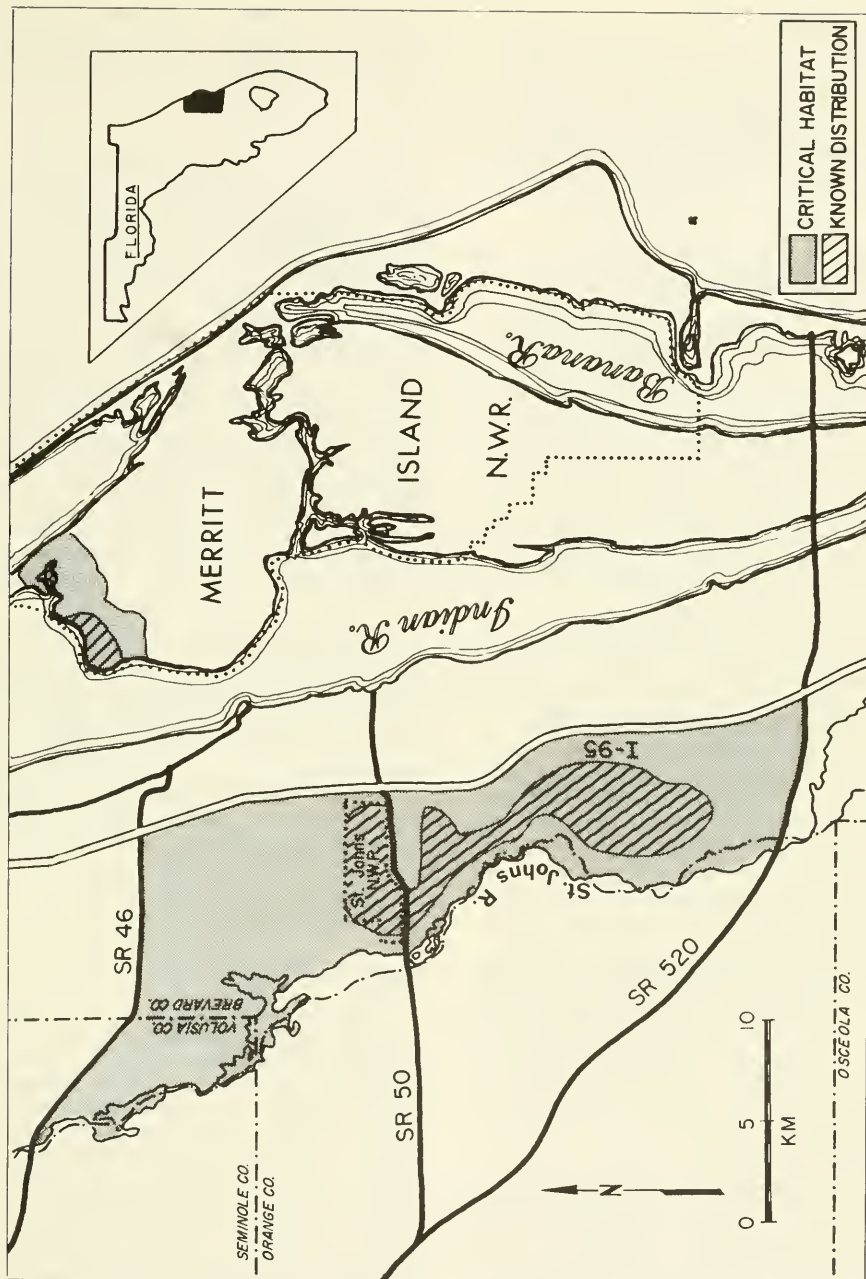 FLORIDA
CRITICAL HABITAT
KNOWN DISTRIBUTION
MERRITT
ISLAND
N.W.R.
Banana R.
Indian R.
I-95
St. Johns
N.W.R.
St. Johns
R.
SR 46
SR 50
SR 520
VOLUSIA CO.
BREVARD CO.
SEMINOLE CO.
ORANGE CO.
OSCEOLA CO.
N
0 5 10
KM